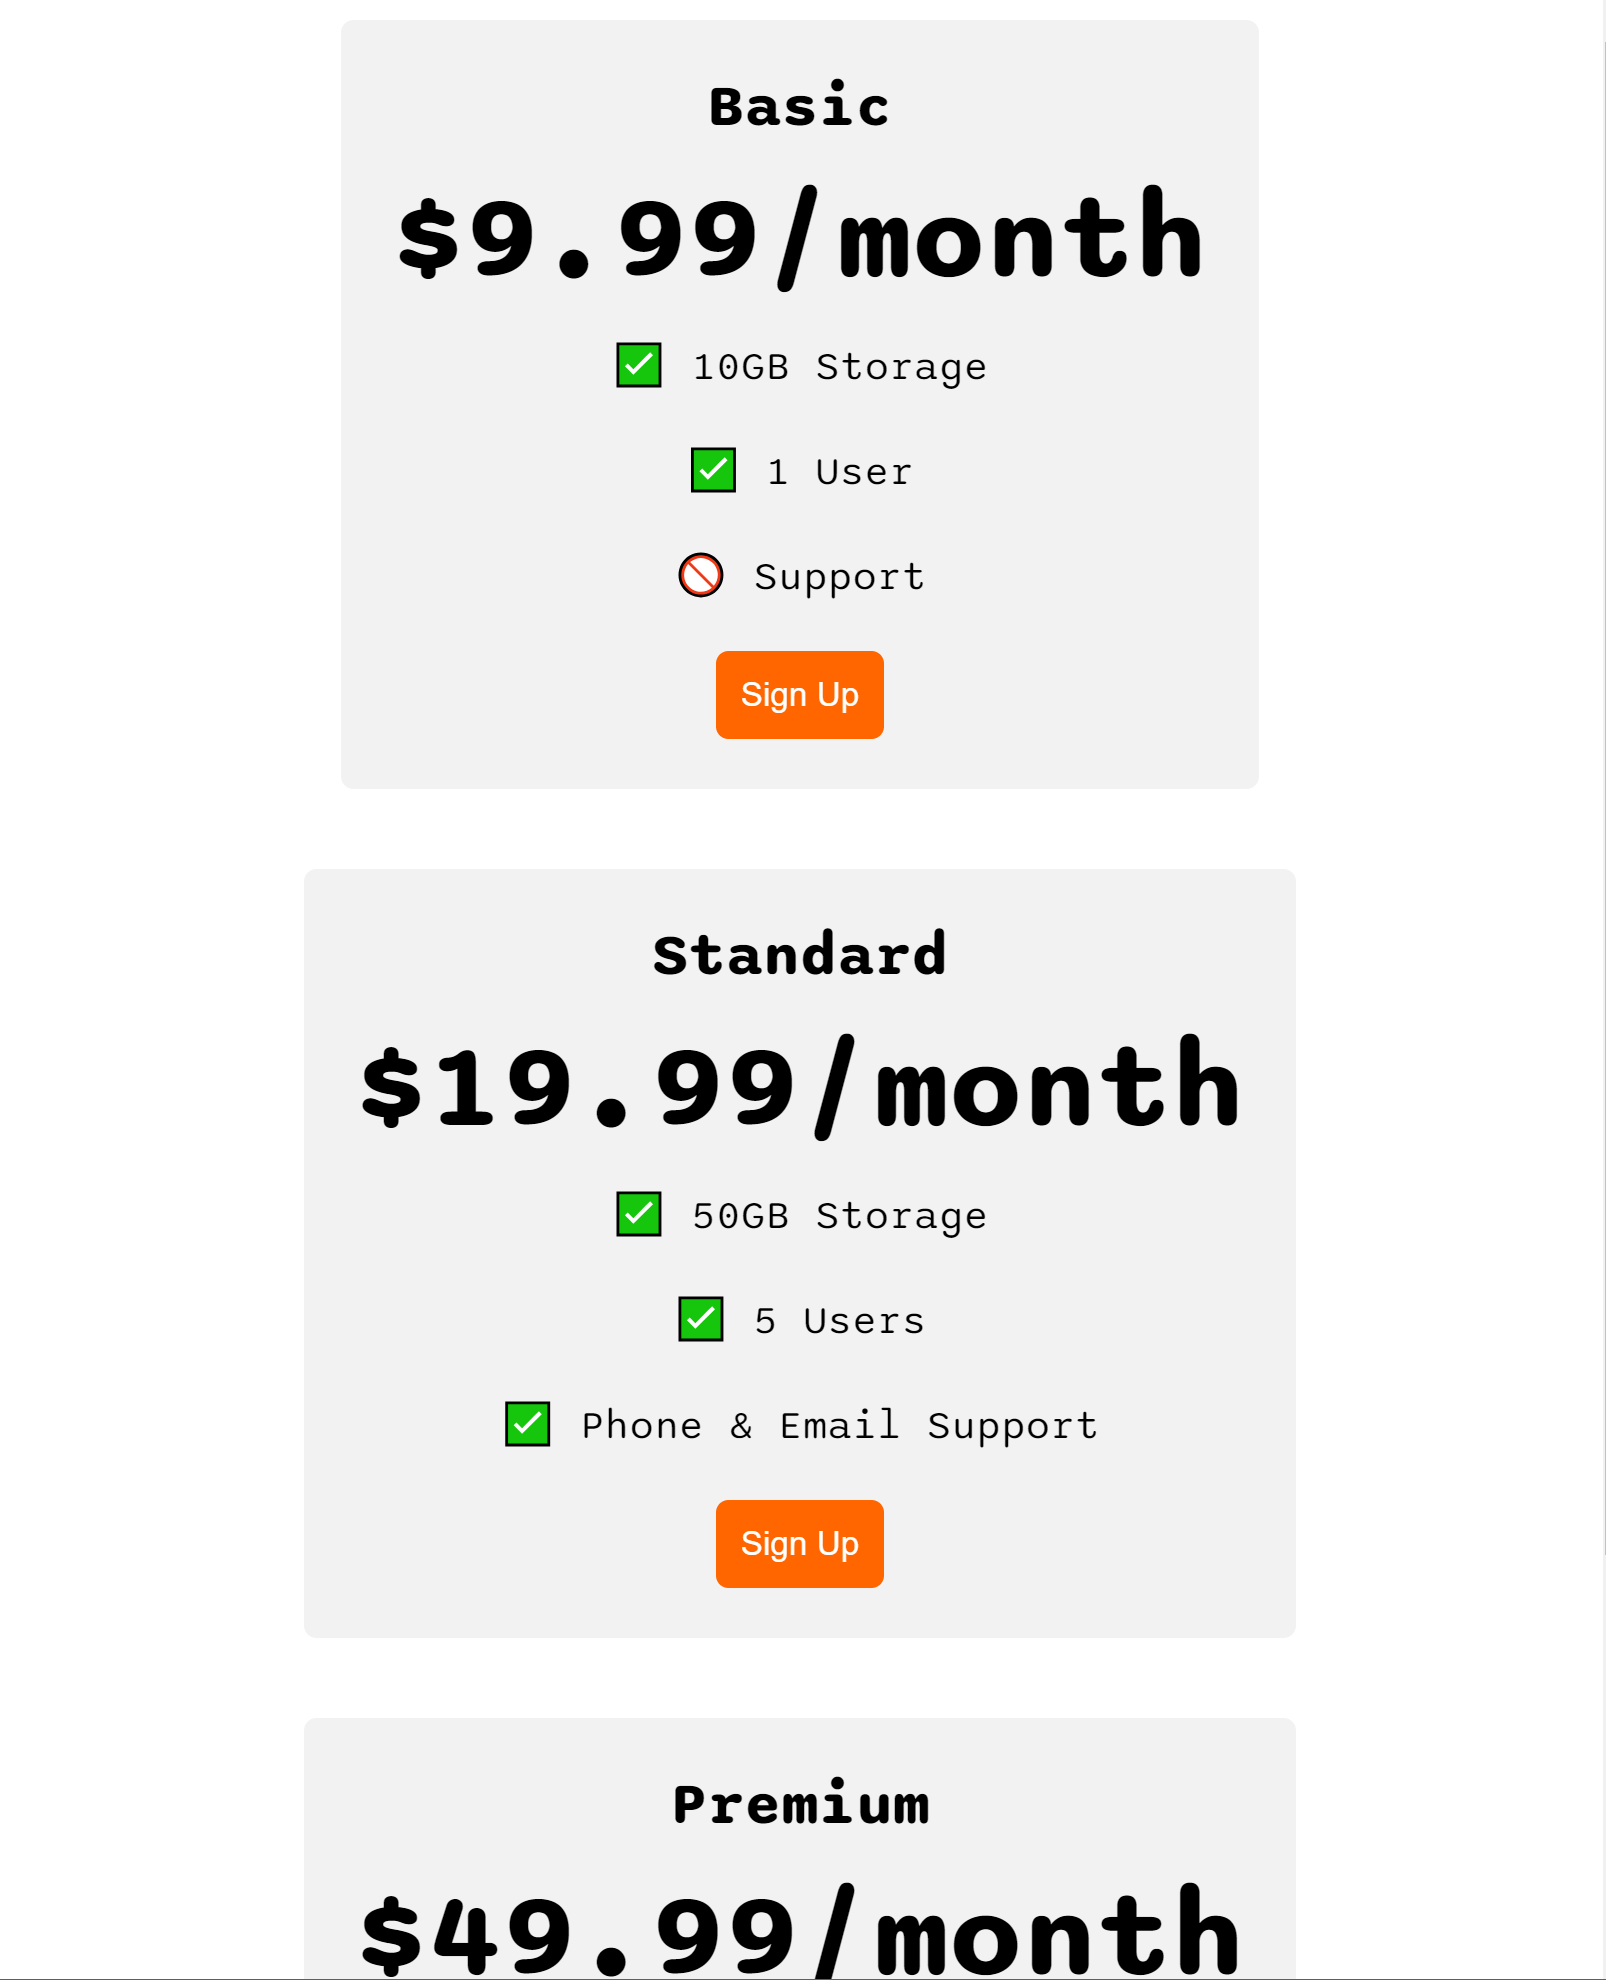 Basic
$9.99/month
✅ 10GB Storage
✅ 1 User
🚫 Support
Sign Up
Standard
$19.99/month
✅ 50GB Storage
✅ 5 Users
✅ Phone & Email Support
Sign Up
Premium
$49.99/month